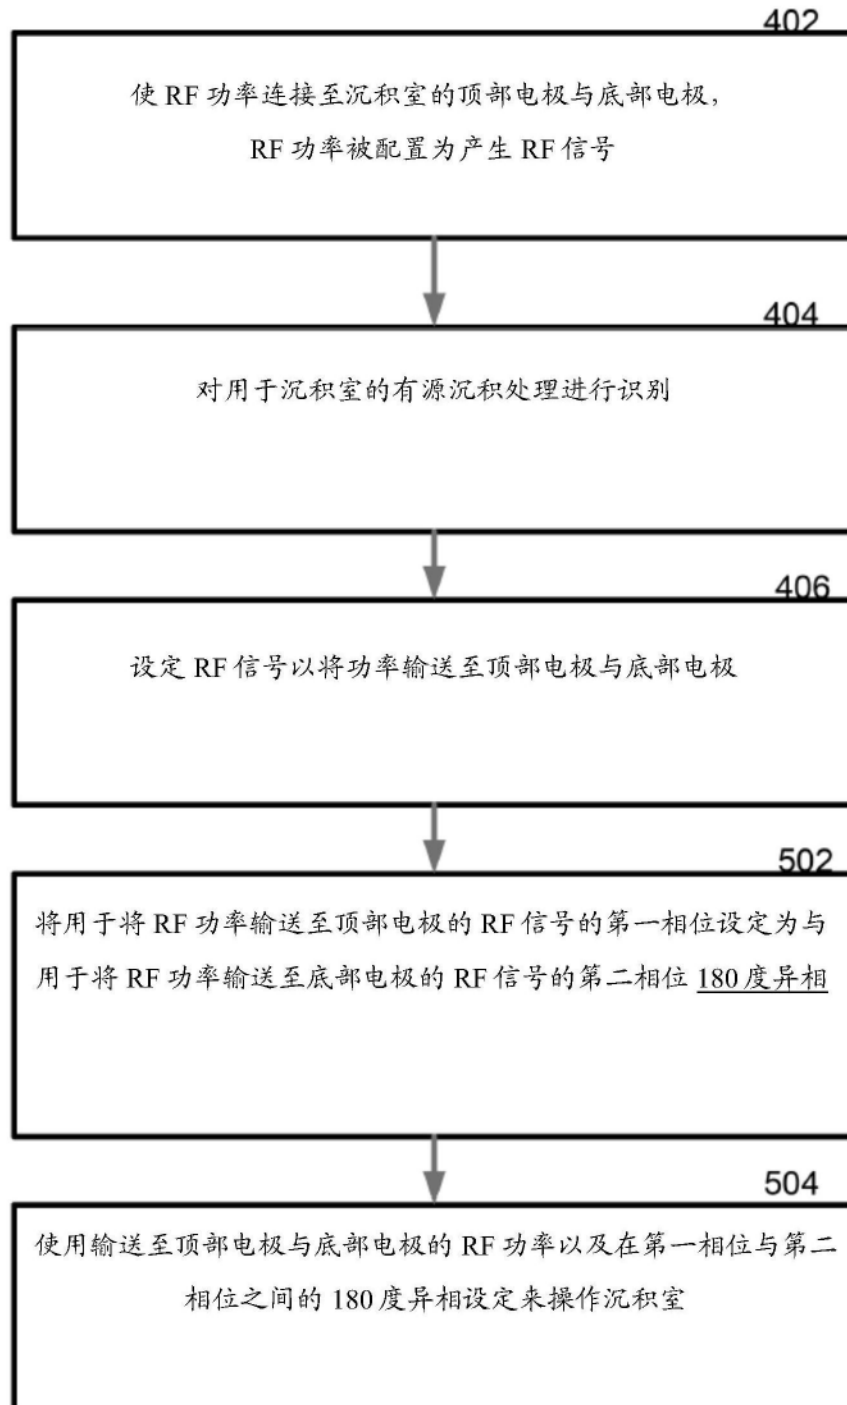 402
使 RF 功率连接至沉积室的顶部电极与底部电极,
RF 功率被配置为产生 RF 信号
404
对用于沉积室的有源沉积处理进行识别
406
设定 RF 信号以将功率输送至顶部电极与底部电极
502
将用于将 RF 功率输送至顶部电极的 RF 信号的第一相位设定为与
用于将 RF 功率输送至底部电极的 RF 信号的第二相位 180 度异相
504
使用输送至顶部电极与底部电极的 RF 功率以及在第一相位与第二
相位之间的 180 度异相设定来操作沉积室